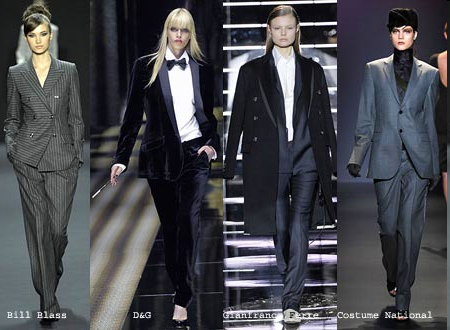 Bill Blass
D&G
Gianfranco Ferre
Costume National